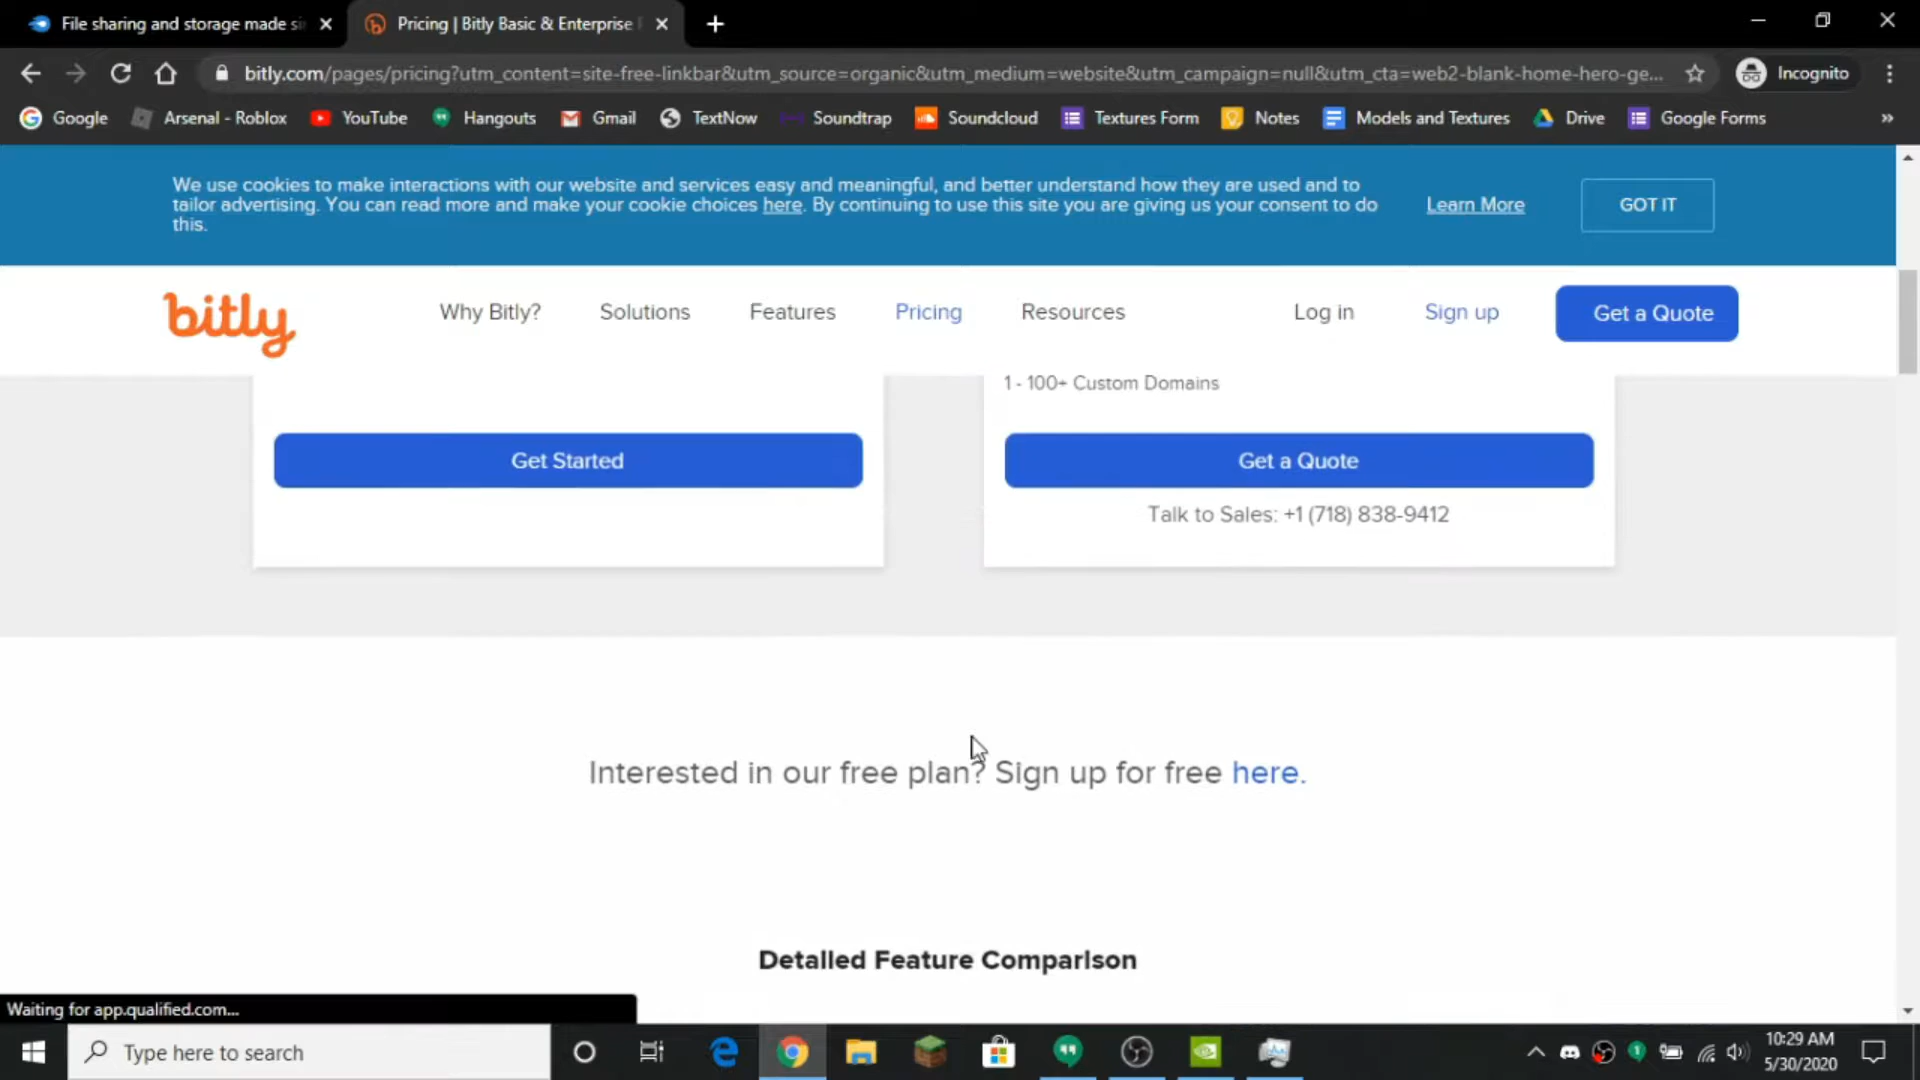 File sharing and storage made si
Pricing | Bitly Basic & Enterprise
bitly.com/pages/pricing?utm_content=site-free-linkbar&utm_source=organic&utm_medium=website&utm_campaign=null&utm_cta=web2-blank-home-hero-ge...
Incognito
Google
Arsenal - Roblox
YouTube
Hangouts
Gmail
TextNow
Soundtrap
Soundcloud
Textures Form
Notes
Models and Textures
Drive
Google Forms
We use cookies to make interactions with our website and services easy and meaningful, and better understand how they are used and to
tailor advertising. You can read more and make your cookie choices here. By continuing to use this site you are giving us your consent to do
this.
Learn More
GOT IT
bitly
Why Bitly?
Solutions
Features
Pricing
Resources
Log in
Sign up
Get a Quote
1 - 100+ Custom Domains
Get Started
Get a Quote
Talk to Sales: +1 (718) 838-9412
Interested in our free plan? Sign up for free here.
Detailed Feature Comparison
Waiting for app.qualified.com...
Type here to search
10:29 AM
5/30/2020